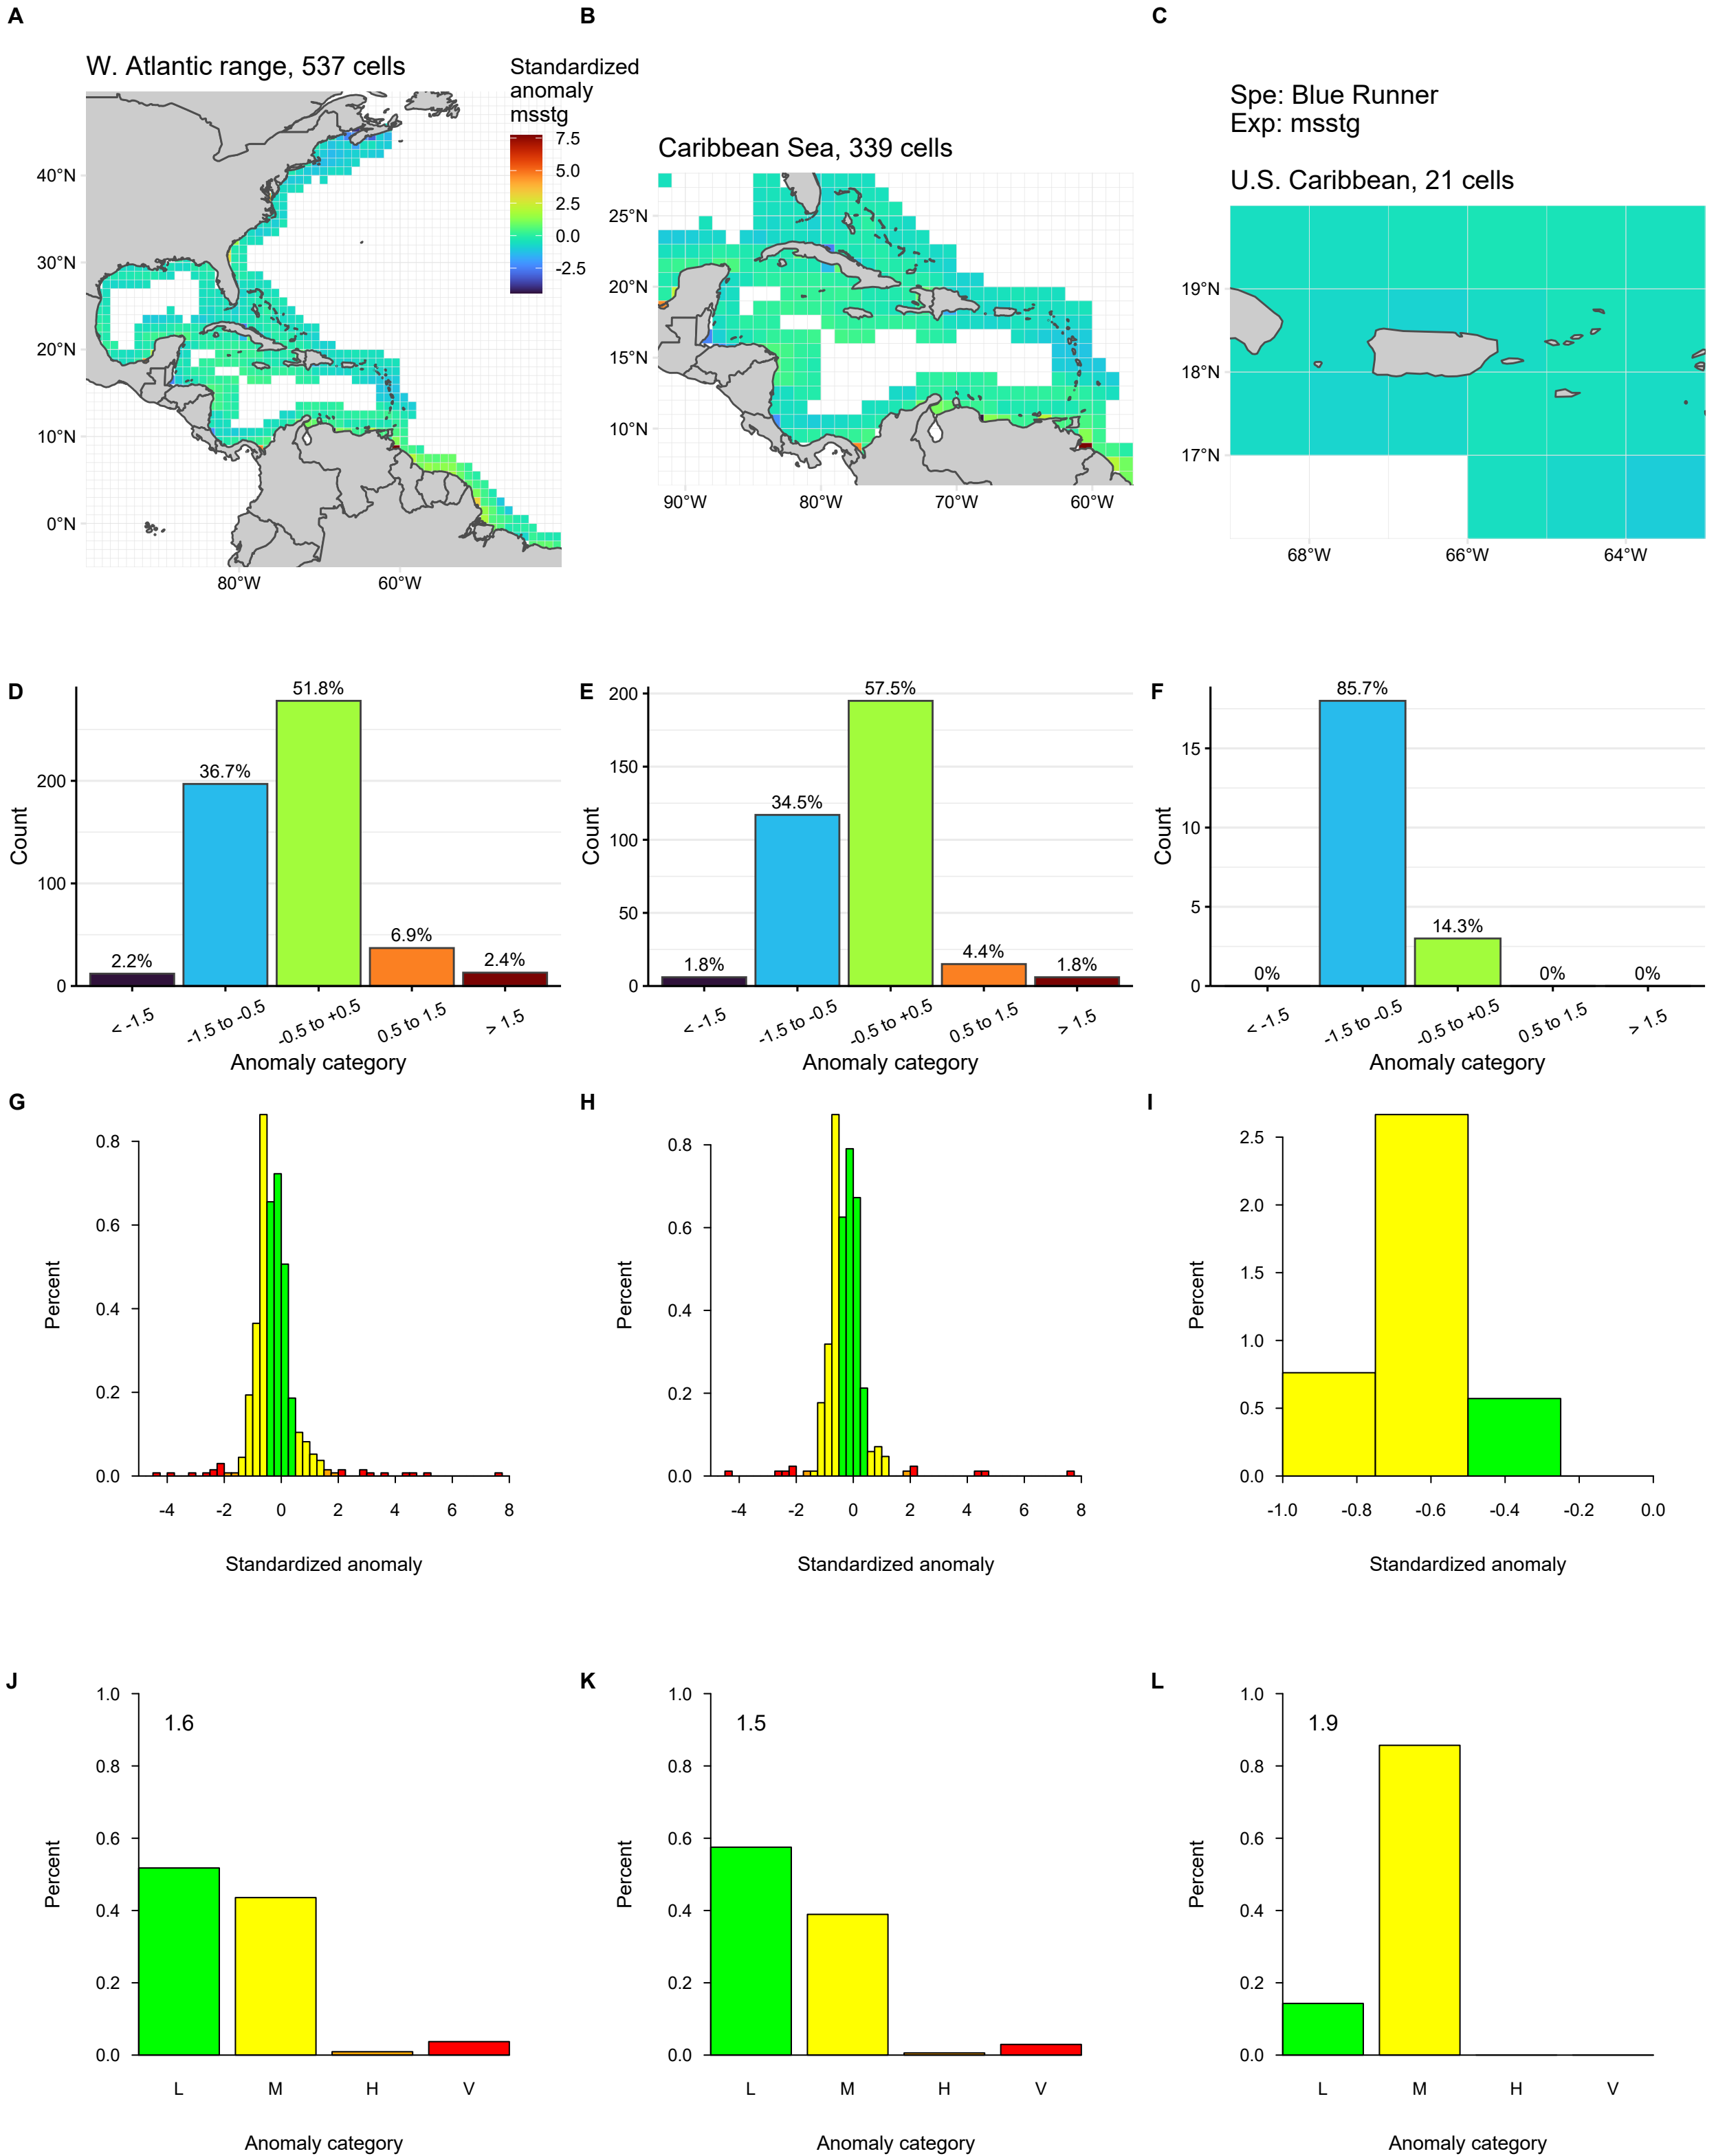 A
B
C
W. Atlantic range, 537 cells
Standardized
anomaly
msstg
7.5
5.0
2.5
0.0
-2.5
40°N
30°N
20°N
10°N
0°N
80°W
60°W
Caribbean Sea, 339 cells
25°N
20°N
15°N
10°N
90°W
80°W
70°W
60°W
Spe: Blue Runner
Exp: msstg
U.S. Caribbean, 21 cells
19°N
18°N
17°N
68°W
66°W
64°W
D
Count
200
100
0
2.2%
36.7%
51.8%
6.9%
2.4%
< -1.5
-1.5 to -0.5
-0.5 to +0.5
0.5 to 1.5
> 1.5
Anomaly category
E
Count
200
150
100
50
0
1.8%
34.5%
57.5%
4.4%
1.8%
< -1.5
-1.5 to -0.5
-0.5 to +0.5
0.5 to 1.5
> 1.5
Anomaly category
F
Count
15
10
5
0
0%
85.7%
14.3%
0%
0%
< -1.5
-1.5 to -0.5
-0.5 to +0.5
0.5 to 1.5
> 1.5
Anomaly category
G
Percent
0.8
0.6
0.4
0.2
0.0
-4 -2 0 2 4 6 8
Standardized anomaly
H
Percent
0.8
0.6
0.4
0.2
0.0
-4 -2 0 2 4 6 8
Standardized anomaly
I
Percent
2.5
2.0
1.5
1.0
0.5
0.0
-1.0 -0.8 -0.6 -0.4 -0.2 0.0
Standardized anomaly
J
Percent
1.0
0.8
0.6
0.4
0.2
0.0
1.6
L M H V
Anomaly category
K
Percent
1.0
0.8
0.6
0.4
0.2
0.0
1.5
L M H V
Anomaly category
L
Percent
1.0
0.8
0.6
0.4
0.2
0.0
1.9
L M H V
Anomaly category